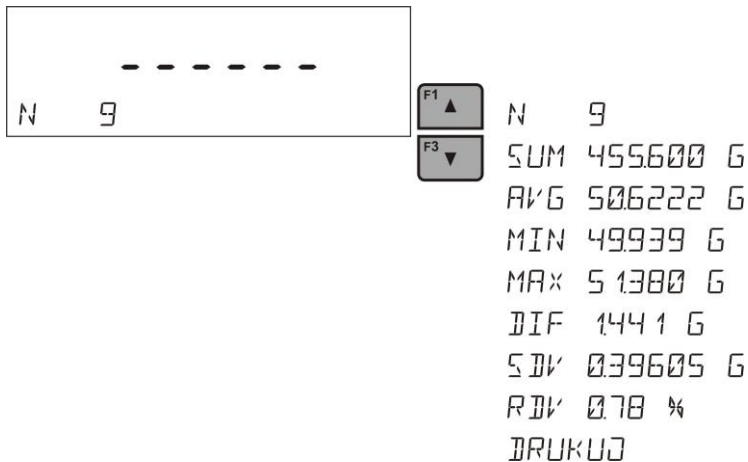 ------
N 9
F1 ▲
F3 ▼
N 9
SUM 455.600 G
AVG 50.6222 G
MIN 49.939 G
MAX 51.380 G
DIF 1.441 G
SDV 0.39605 G
RDV 0.78 %
DRUKUJ